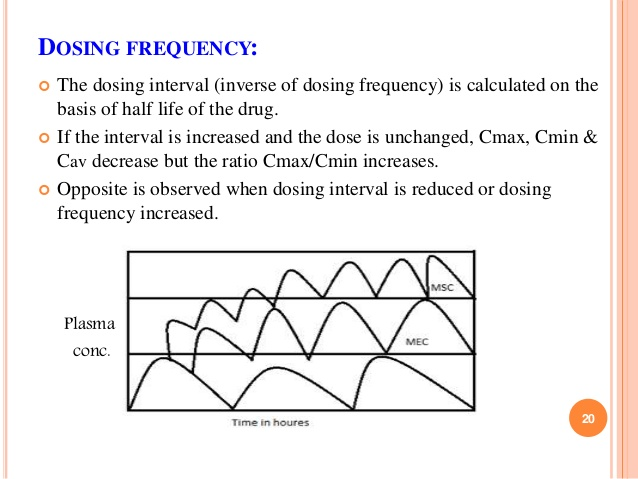 DOSING FREQUENCY:
The dosing interval (inverse of dosing frequency) is calculated on the
basis of half life of the drug.
If the interval is increased and the dose is unchanged, Cmax, Cmin &
Cav decrease but the ratio Cmax/Cmin increases.
Opposite is observed when dosing interval is reduced or dosing
frequency increased.
MSC
Plasma
conc.
MEC
Time in houres
20